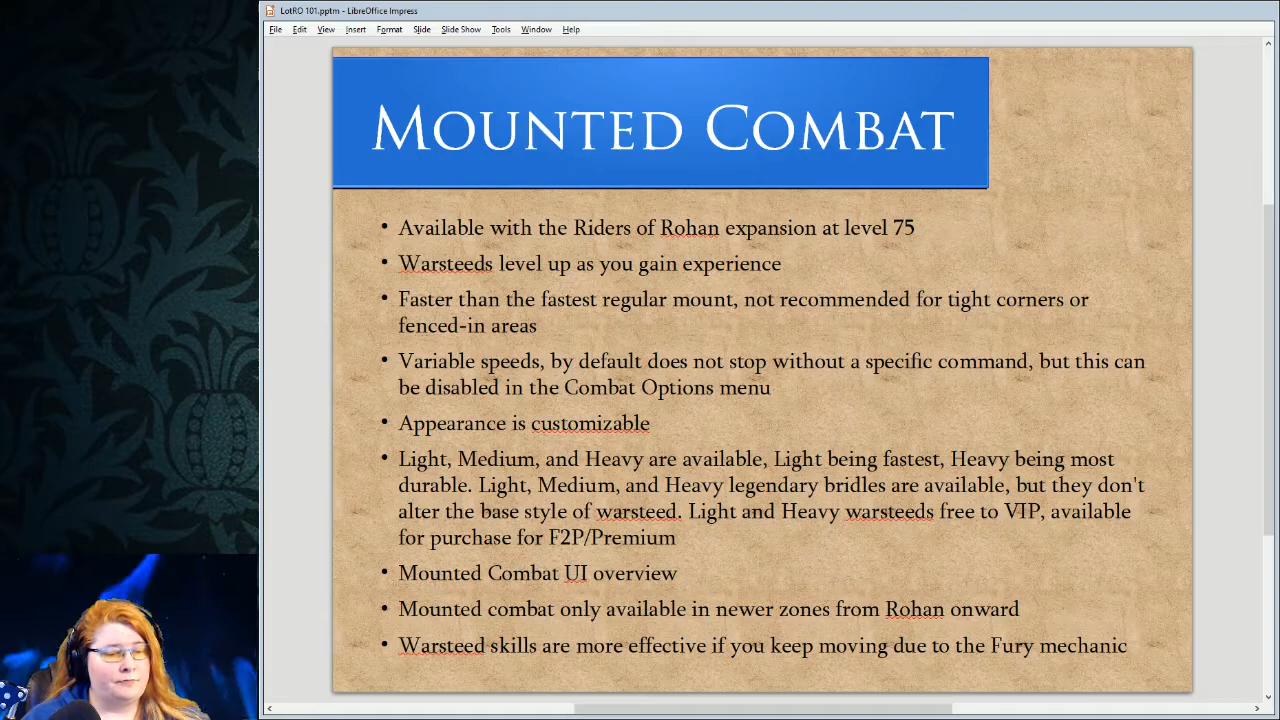 LotRO 101.pptm - LibreOffice Impress
File Edit View Insert Format Slide Slide Show Tools Window Help
MOUNTED COMBAT
• Available with the Riders of Rohan expansion at level 75
• Warsteeds level up as you gain experience
• Faster than the fastest regular mount, not recommended for tight corners or
fenced-in areas
• Variable speeds, by default does not stop without a specific command, but this can
be disabled in the Combat Options menu
• Appearance is customizable
• Light, Medium, and Heavy are available, Light being fastest, Heavy being most
durable. Light, Medium, and Heavy legendary bridles are available, but they don't
alter the base style of warsteed. Light and Heavy warsteeds free to VIP, available
for purchase for F2P/Premium
• Mounted Combat UI overview
• Mounted combat only available in newer zones from Rohan onward
• Warsteed skills are more effective if you keep moving due to the Fury mechanic